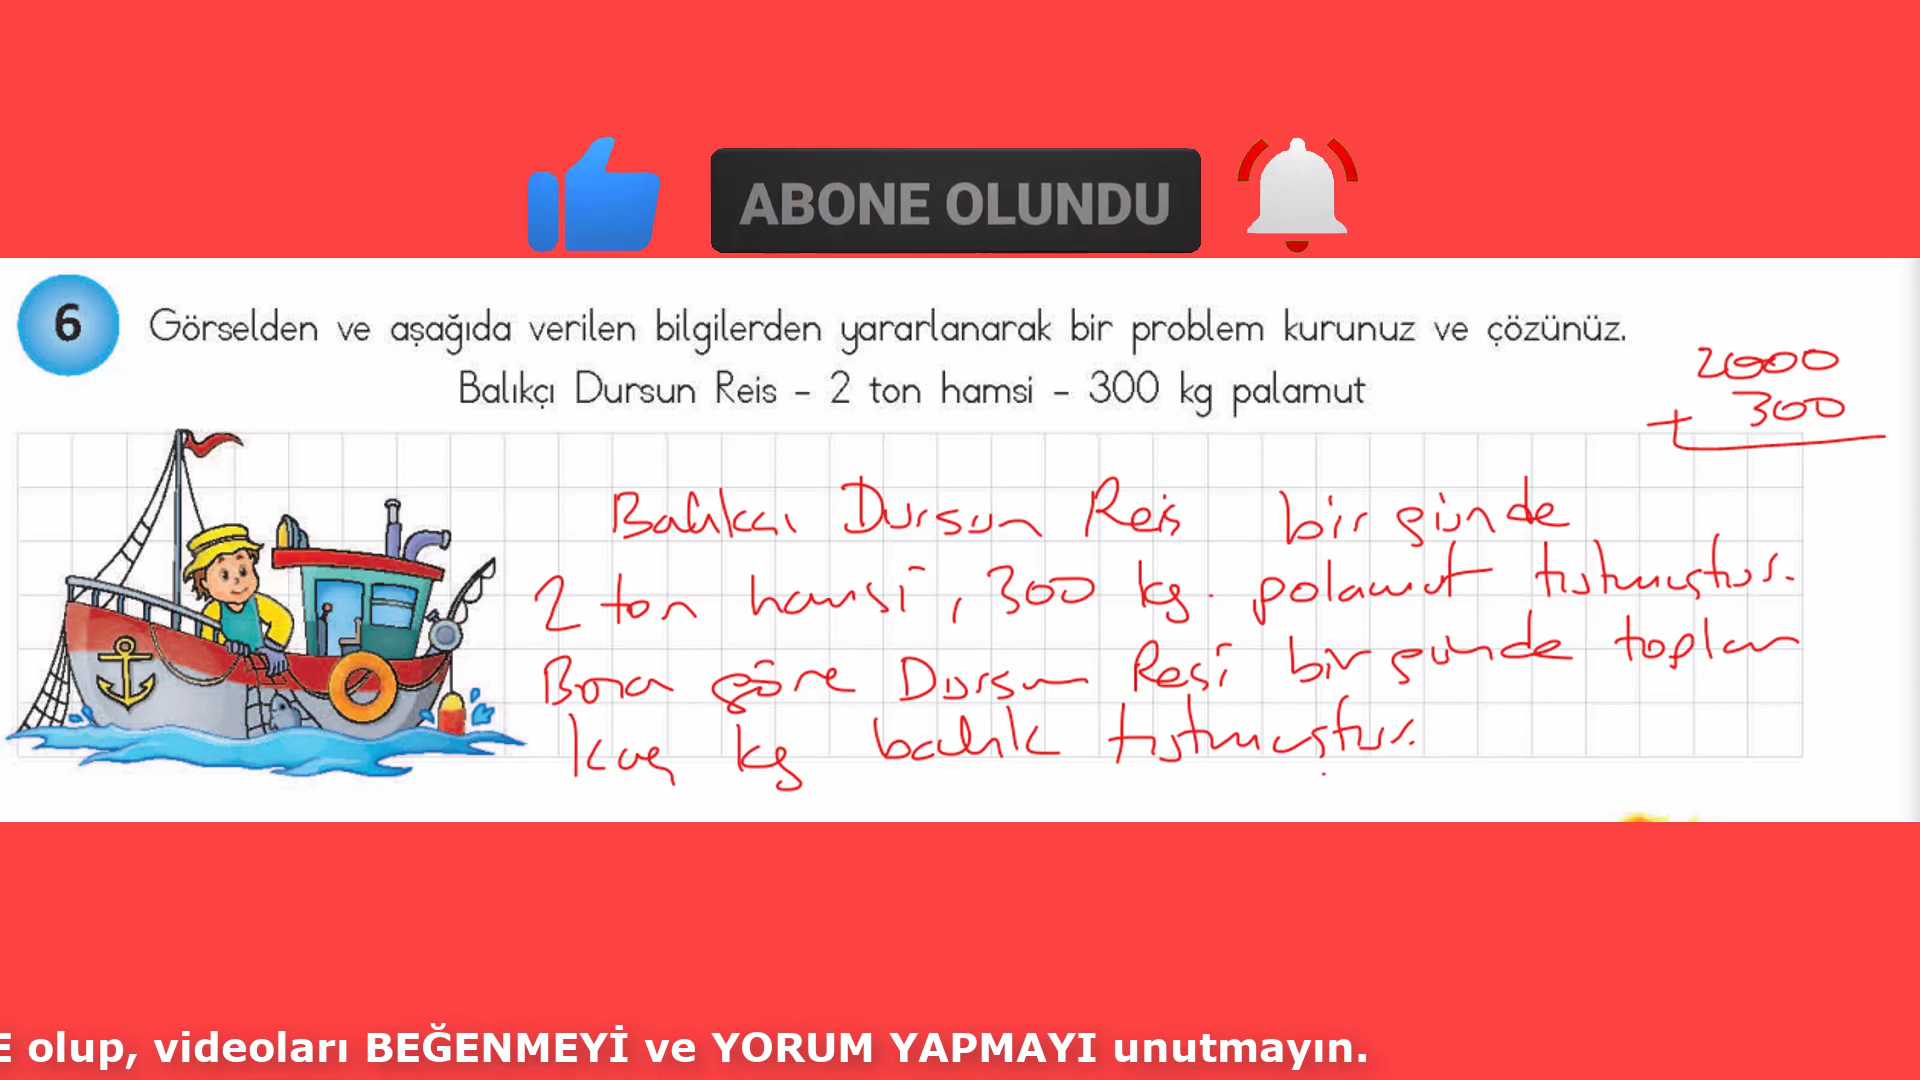 ABONE OLUNDU
6
Görselden ve aşağıda verilen bilgilerden yararlanarak bir problem kurunuz ve çözünüz.
Balıkçı Dursun Reis - 2 ton hamsi - 300 kg palamut
2000
+ 300
Balıkçı Dursun Reis bir günde
2 ton hamsi, 300 kg. palamut tutmuştur.
Bona göre Dursun Resi bir günde toplam
kaç kg balık tutmuştur.
E olup, videoları BEĞENMEYİ ve YORUM YAPMAYI unutmayın.